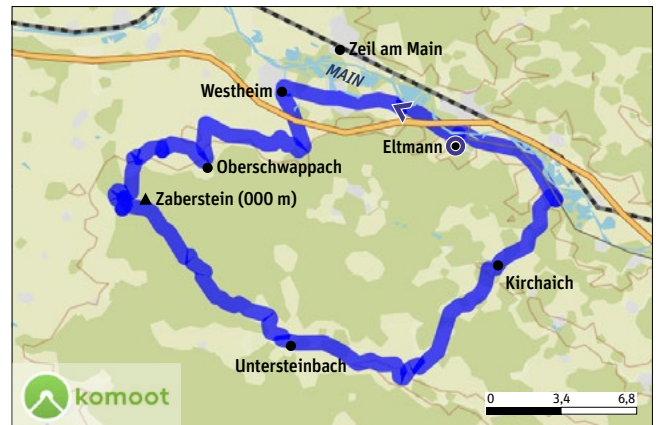 Zeil am Main
MAIN
Westheim
Eltmann
Oberschwappach
Zaberstein (000 m)
Kirchaich
Untersteinbach
komoot
0 3,4 6,8